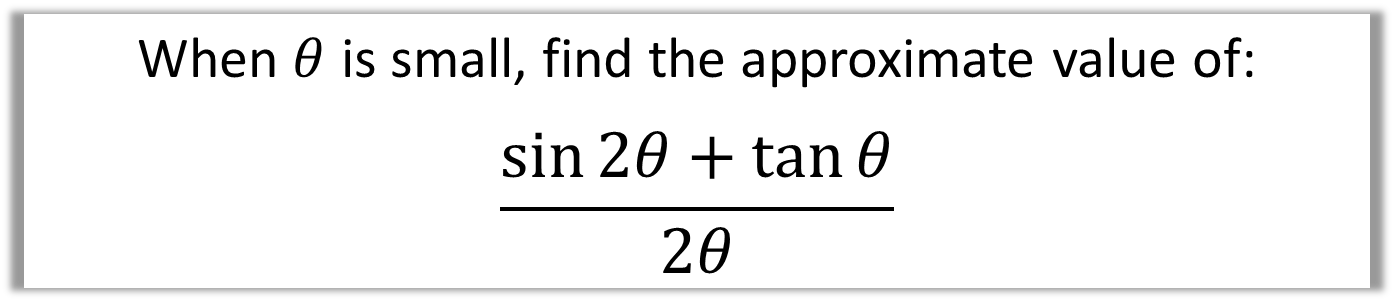 When 𝜃 is small, find the approximate value of:
sin 2𝜃 + tan 𝜃
2𝜃